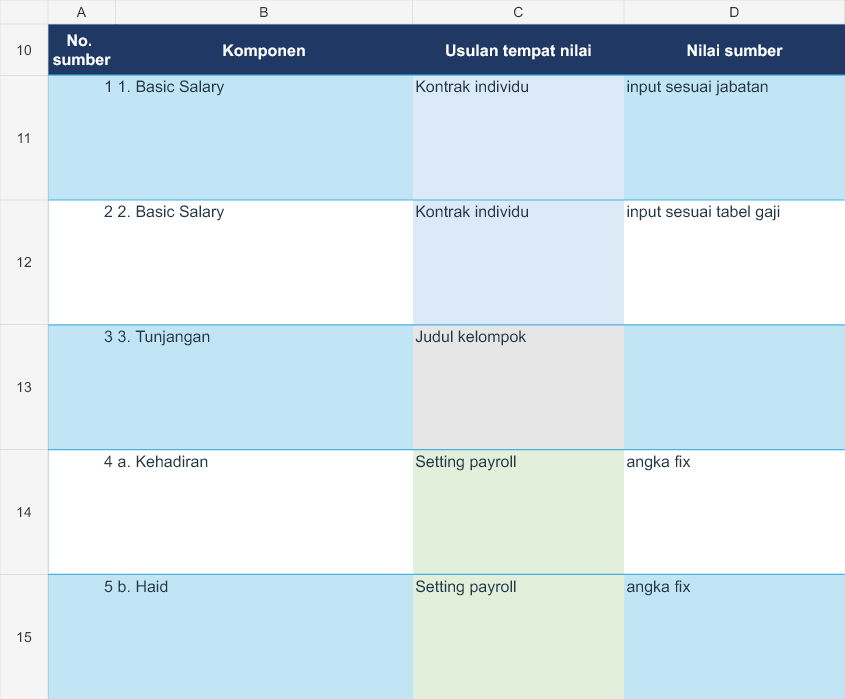 A B C D
10 No. sumber Komponen Usulan tempat nilai Nilai sumber
11 1 1. Basic Salary Kontrak individu input sesuai jabatan
12 2 2. Basic Salary Kontrak individu input sesuai tabel gaji
13 3 3. Tunjangan Judul kelompok
14 4 a. Kehadiran Setting payroll angka fix
15 5 b. Haid Setting payroll angka fix